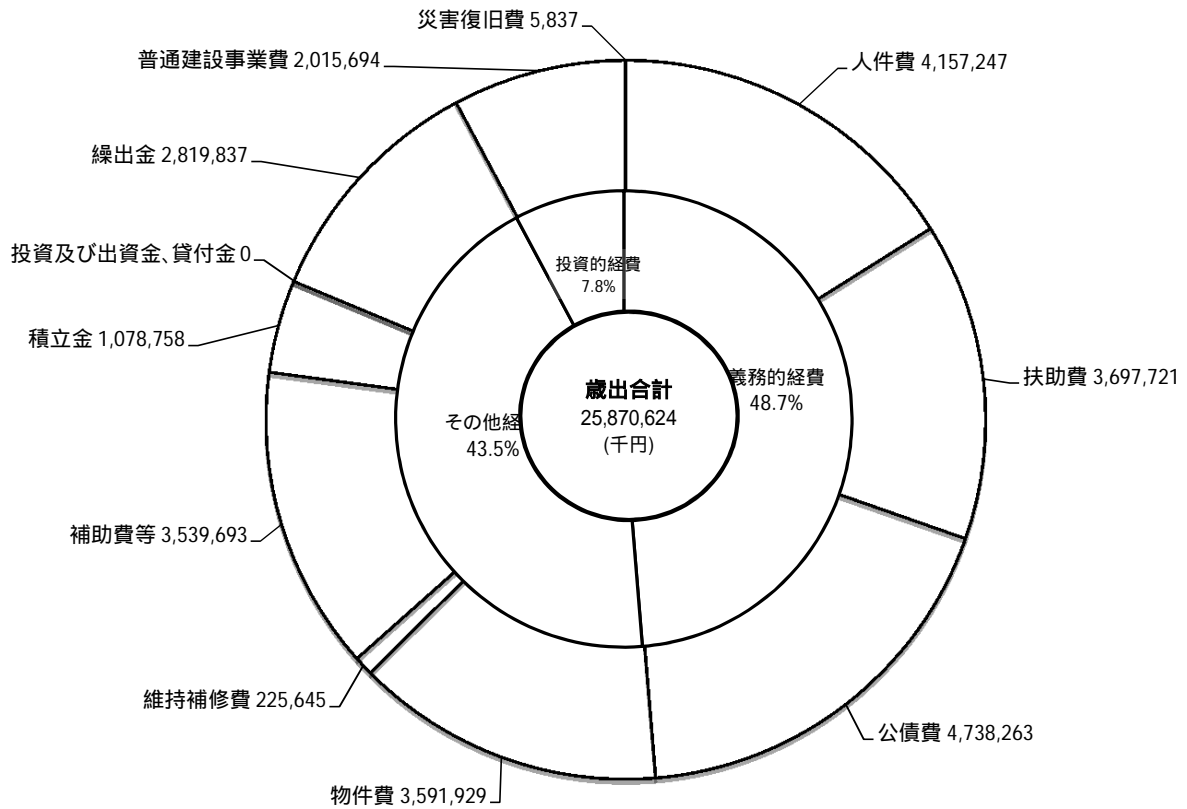 災害復旧費 5,837
普通建設事業費 2,015,694
人件費 4,157,247
繰出金 2,819,837
投資及び出資金、貸付金 0
投資的経費
7.8%
積立金 1,078,758
歳出合計
25,870,624
(千円)
義務的経費
48.7%
扶助費 3,697,721
その他経
43.5%
補助費等 3,539,693
維持補修費 225,645
公債費 4,738,263
物件費 3,591,929